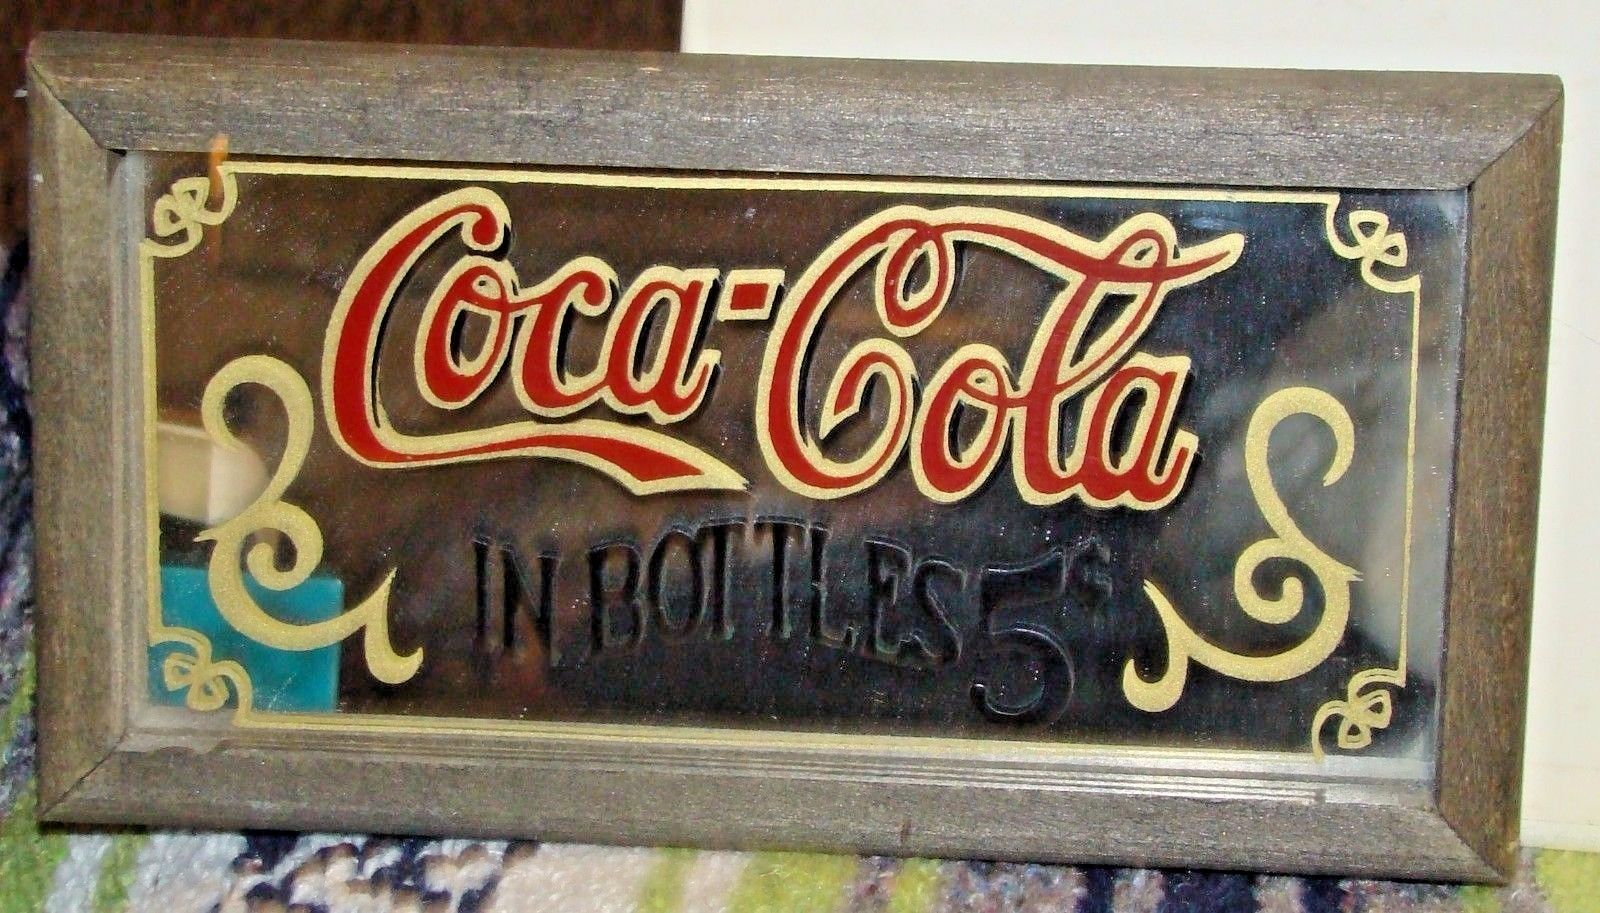 Coca-Cola
IN BOTTLES 5¢